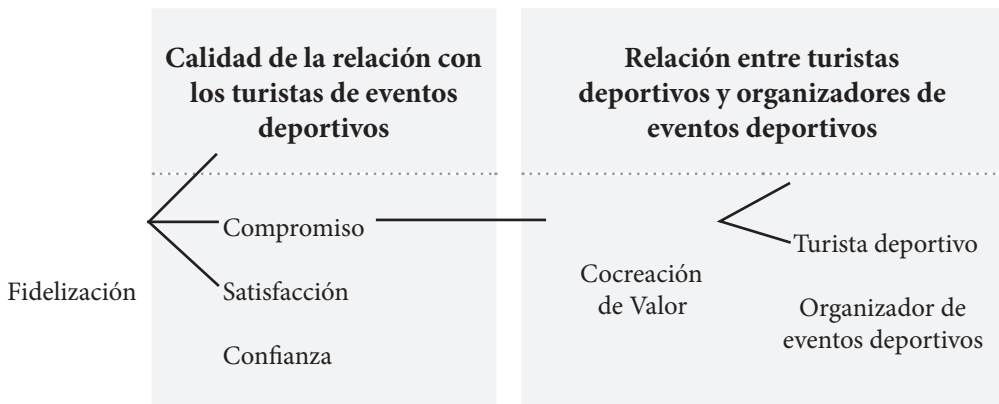 Calidad de la relación con
los turistas de eventos
deportivos
Relación entre turistas
deportivos y organizadores de
eventos deportivos
Fidelización
Compromiso
Satisfacción
Confianza
Cocreación
de Valor
Turista deportivo
Organizador de
eventos deportivos